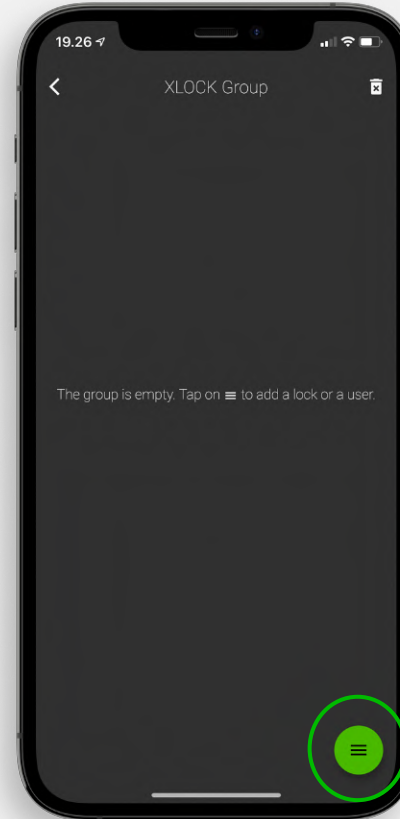 19.26
XLOCK Group
The group is empty. Tap on ≡ to add a lock or a user.